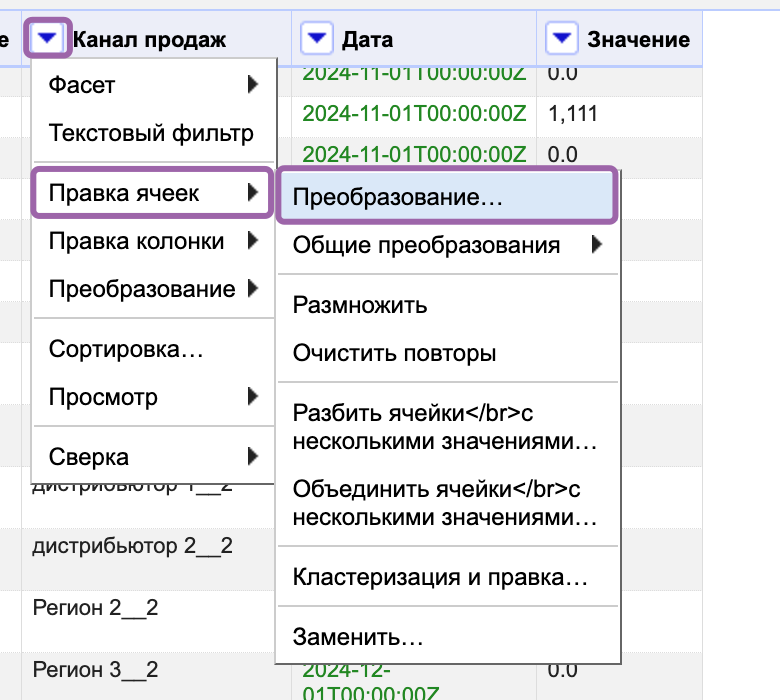 е Канал продаж Дата Значение
2024-11-01T00:00:00Z 0.0
Фасет
2024-11-01T00:00:00Z 1,111
Текстовый фильтр
2024-11-01T00:00:00Z 0.0
Правка ячеек
Преобразование…
Правка колонки
Общие преобразования
Преобразование
Размножить
Сортировка…
Очистить повторы
Просмотр
Разбить ячейки</br>с
несколькими значениями…
Сверка
Объединить ячейки</br>с
несколькими значениями…
дистрибьютор 1__2
дистрибьютор 2__2
Кластеризация и правка…
Регион 2__2
Заменить…
Регион 3__2
2024-12-
01T00:00:00Z
0.0